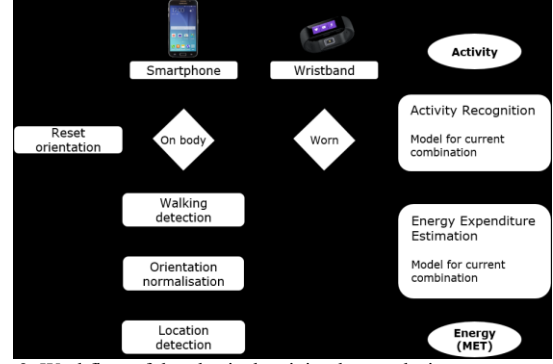 Smartphone
Wristband
Activity
Reset
orientation
On body
Worn
Activity Recognition
Model for current
combination
Walking
detection
Orientation
normalisation
Location
detection
Energy Expenditure
Estimation
Model for current
combination
Energy
(MET)